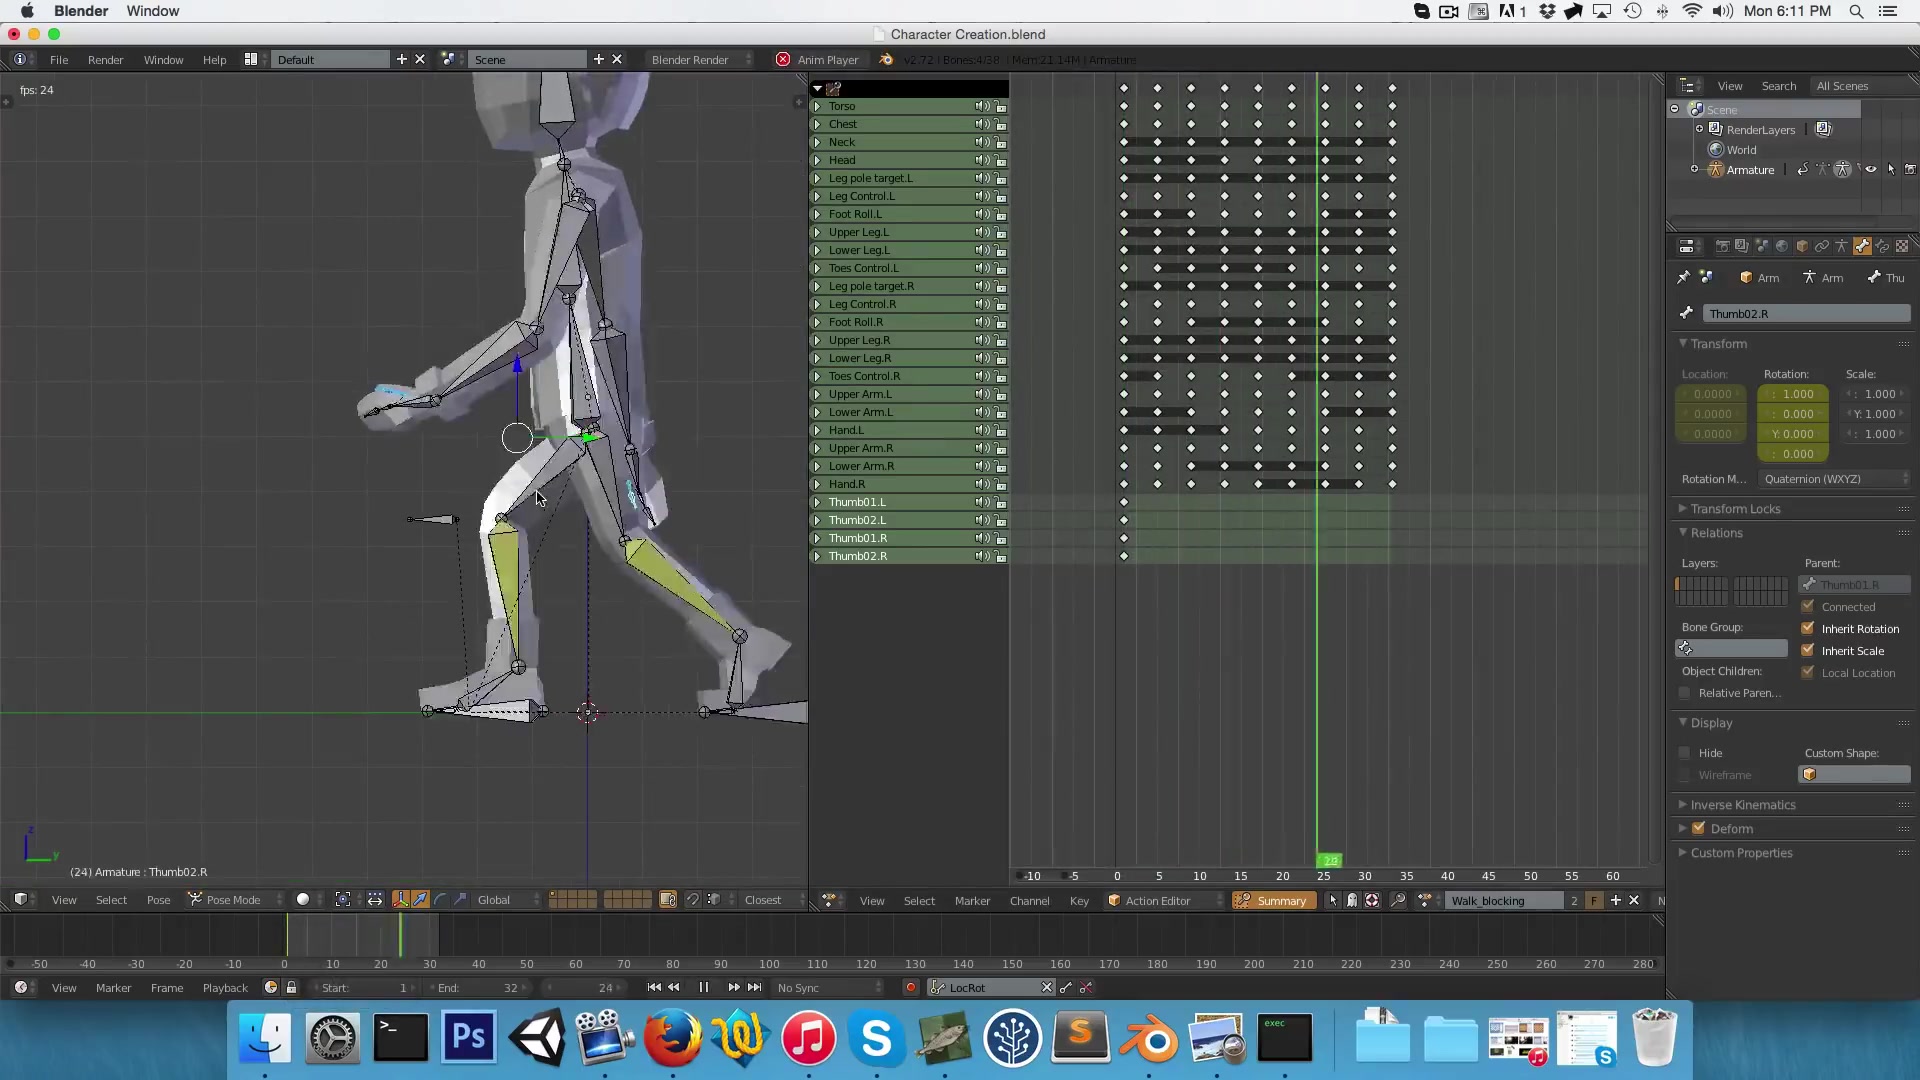 Blender Window 1 Mon 6:11 PM
Character Creation.blend
File Render Window Help Default Scene Blender Render Anim Player v2.72 | Bones:4/38 | Mem:21.14M | Armature
fps: 24
Torso
Chest
Neck
Head
Leg pole target.L
Leg Control.L
Foot Roll.L
Upper Leg.L
Lower Leg.L
Toes Control.L
Leg pole target.R
Leg Control.R
Foot Roll.R
Upper Leg.R
Lower Leg.R
Toes Control.R
Upper Arm.L
Lower Arm.L
Hand.L
Upper Arm.R
Lower Arm.R
Hand.R
Thumb01.L
Thumb02.L
Thumb01.R
Thumb02.R
View Search All Scenes
Scene
RenderLayers
World
Armature
Arm Arm Thu
Thumb02.R
Transform
Location: Rotation: Scale:
0.0000 : 1.000 : 1.000
0.0000 : 0.000 Y: 1.000
0.0000 Y: 0.000 : 1.000
: 0.000
Rotation M... Quaternion (WXYZ)
Transform Locks
Relations
Layers: Parent:
Thumb01.R
Connected
Bone Group: Inherit Rotation
Inherit Scale
Object Children: Local Location
Relative Paren...
Display
Hide Custom Shape:
Wireframe
Inverse Kinematics
Deform
Custom Properties
z
y
(24) Armature : Thumb02.R
-10 -5 0 5 10 15 20 25 30 35 40 45 50 55 60
View Select Pose Pose Mode Global Closest
View Select Marker Channel Key Action Editor Summary Walk_blocking 2 F
-50 -40 -30 -20 -10 0 10 20 30 40 50 60 70 80 90 100 110 120 130 140 150 160 170 180 190 200 210 220 230 240 250 260 270 280
View Marker Frame Playback Start: 1 End: 32 24 No Sync LocRot
>_ Ps S S exec